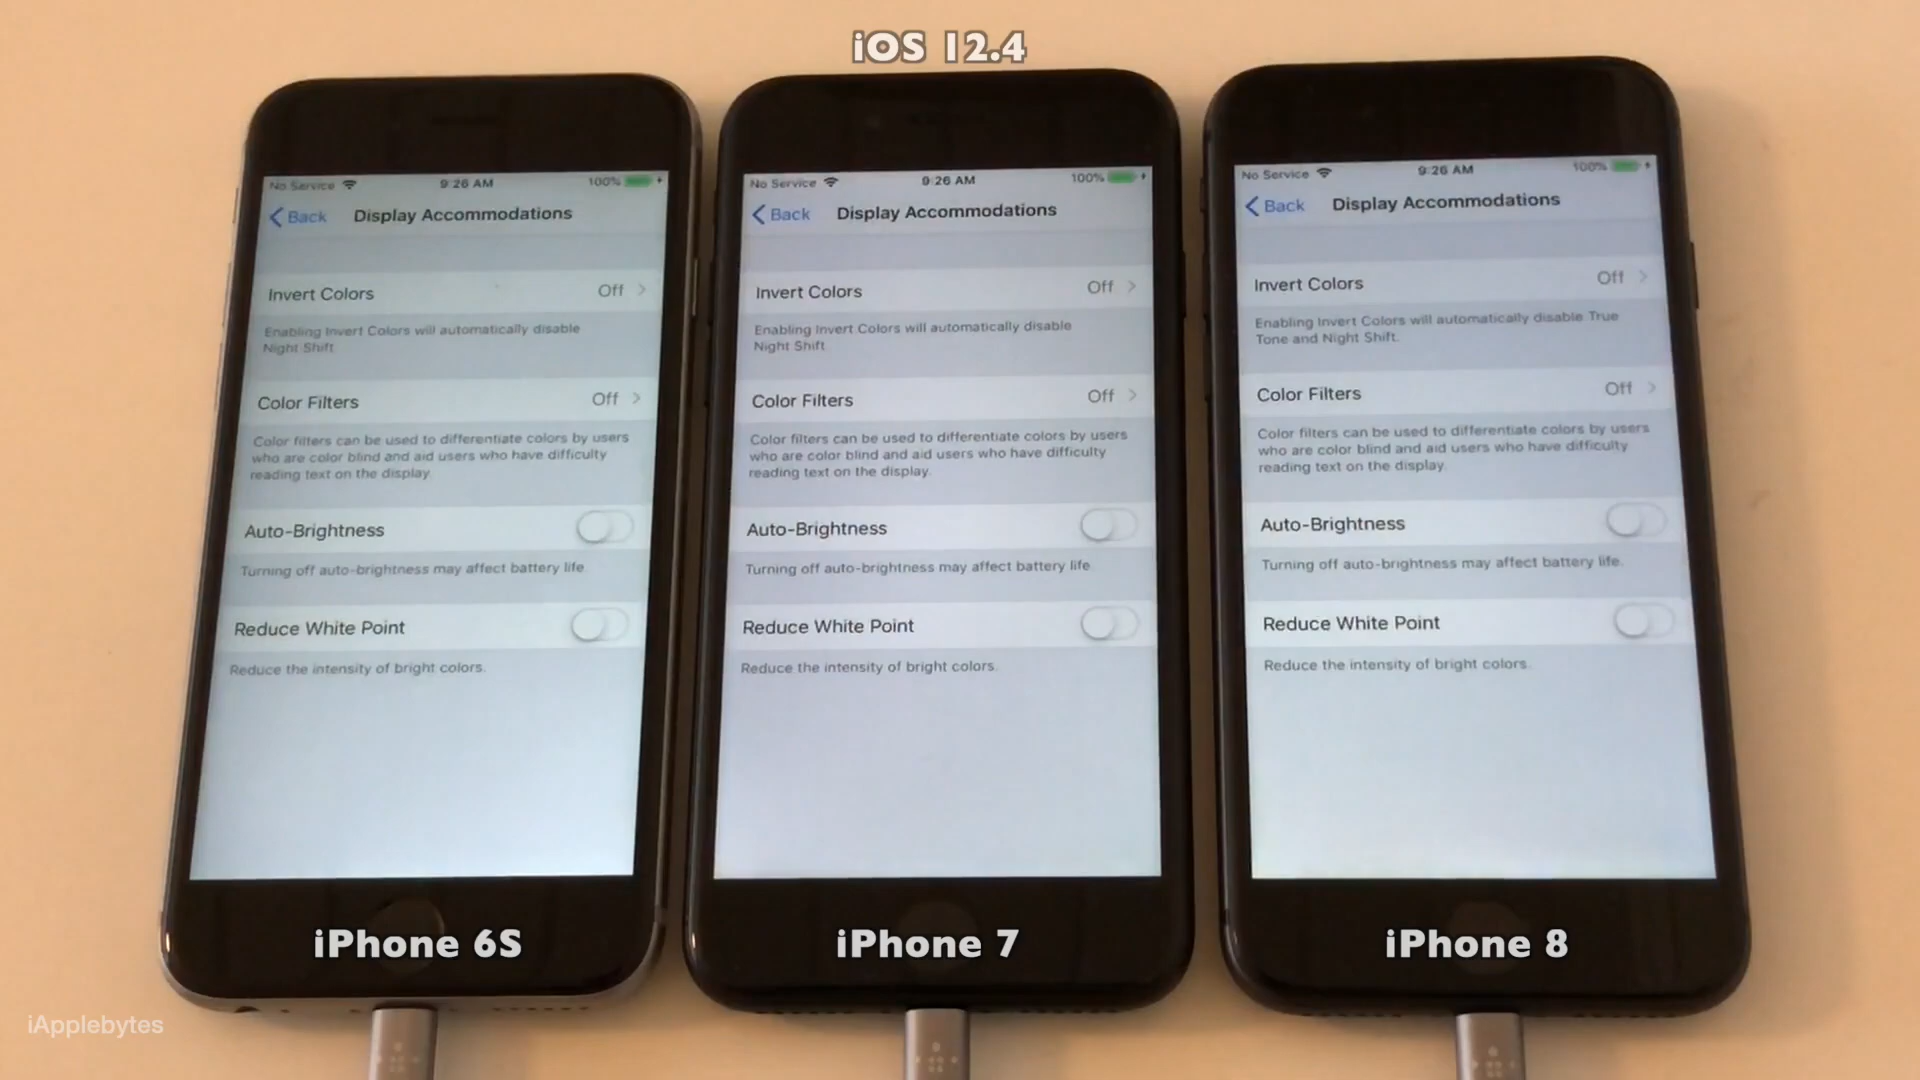 iOS 12.4
No Service 9:26 AM 100%
Back Display Accommodations
Invert Colors Off
Enabling Invert Colors will automatically disable
Night Shift.
Color Filters Off
Color filters can be used to differentiate colors by users
who are color blind and aid users who have difficulty
reading text on the display.
Auto-Brightness
Turning off auto-brightness may affect battery life.
Reduce White Point
Reduce the intensity of bright colors.
iPhone 6S
No Service 9:26 AM 100%
Back Display Accommodations
Invert Colors Off
Enabling Invert Colors will automatically disable
Night Shift.
Color Filters Off
Color filters can be used to differentiate colors by users
who are color blind and aid users who have difficulty
reading text on the display.
Auto-Brightness
Turning off auto-brightness may affect battery life.
Reduce White Point
Reduce the intensity of bright colors.
iPhone 7
No Service 9:26 AM 100%
Back Display Accommodations
Invert Colors Off
Enabling Invert Colors will automatically disable True
Tone and Night Shift.
Color Filters Off
Color filters can be used to differentiate colors by users
who are color blind and aid users who have difficulty
reading text on the display.
Auto-Brightness
Turning off auto-brightness may affect battery life.
Reduce White Point
Reduce the intensity of bright colors.
iPhone 8
iApplebytes